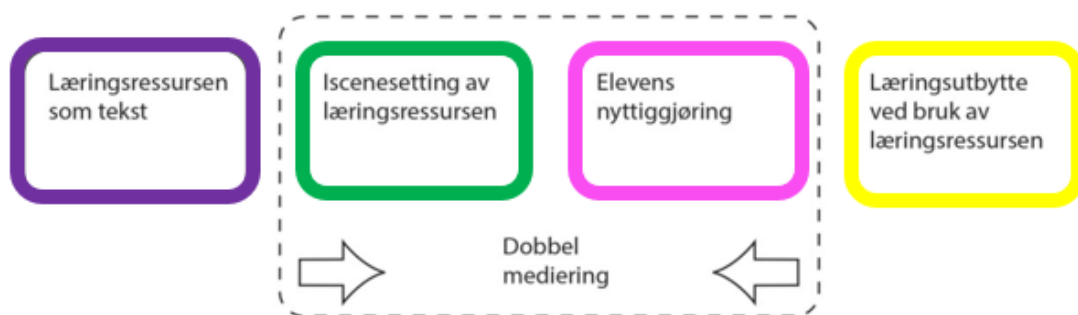 Læringsressursen
som tekst
Iscenesetting av
læringsressursen
Elevens
nyttiggjøring
Læringsutbytte
ved bruk av
læringsressursen
Dobbel
mediering